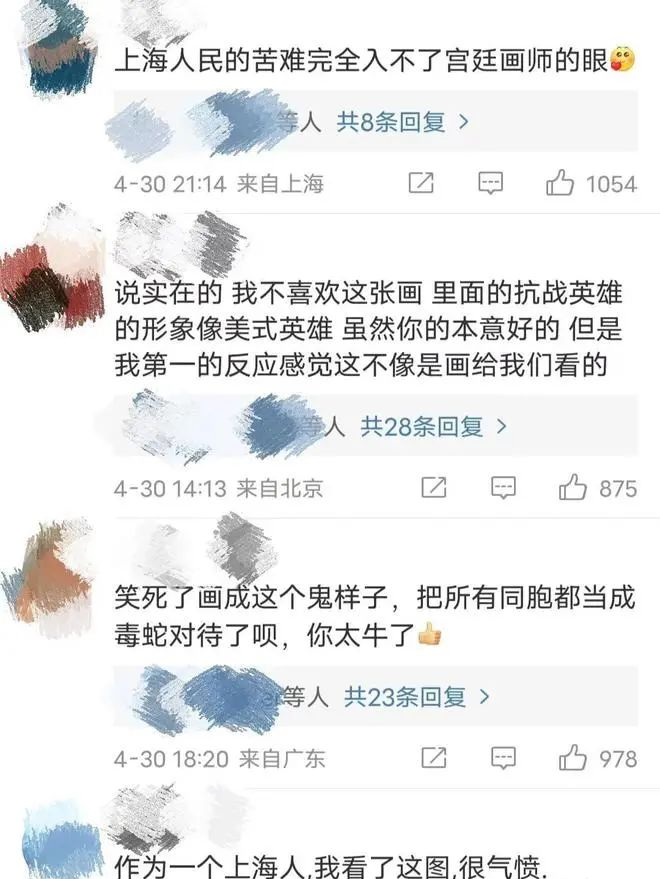 上海人民的苦难完全入不了宫廷画师的眼
等人 共8条回复
4-30 21:14 来自上海
1054
说实在的 我不喜欢这张画 里面的抗战英雄
的形象像美式英雄 虽然你的本意好的 但是
我第一的反应感觉这不像是画给我们看的
等人 共28条回复
4-30 14:13 来自北京
875
笑死了画成这个鬼样子，把所有同胞都当成
毒蛇对待了呗，你太牛了
等人 共23条回复
4-30 18:20 来自广东
978
作为一个上海人,我看了这图,很气愤.